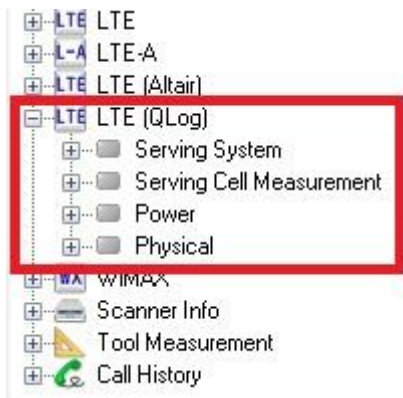 LTE LTE
L-A LTE-A
LTE LTE (Altair)
LTE LTE (QLog)
Serving System
Serving Cell Measurement
Power
Physical
WX WiMAX
Scanner Info
Tool Measurement
Call History